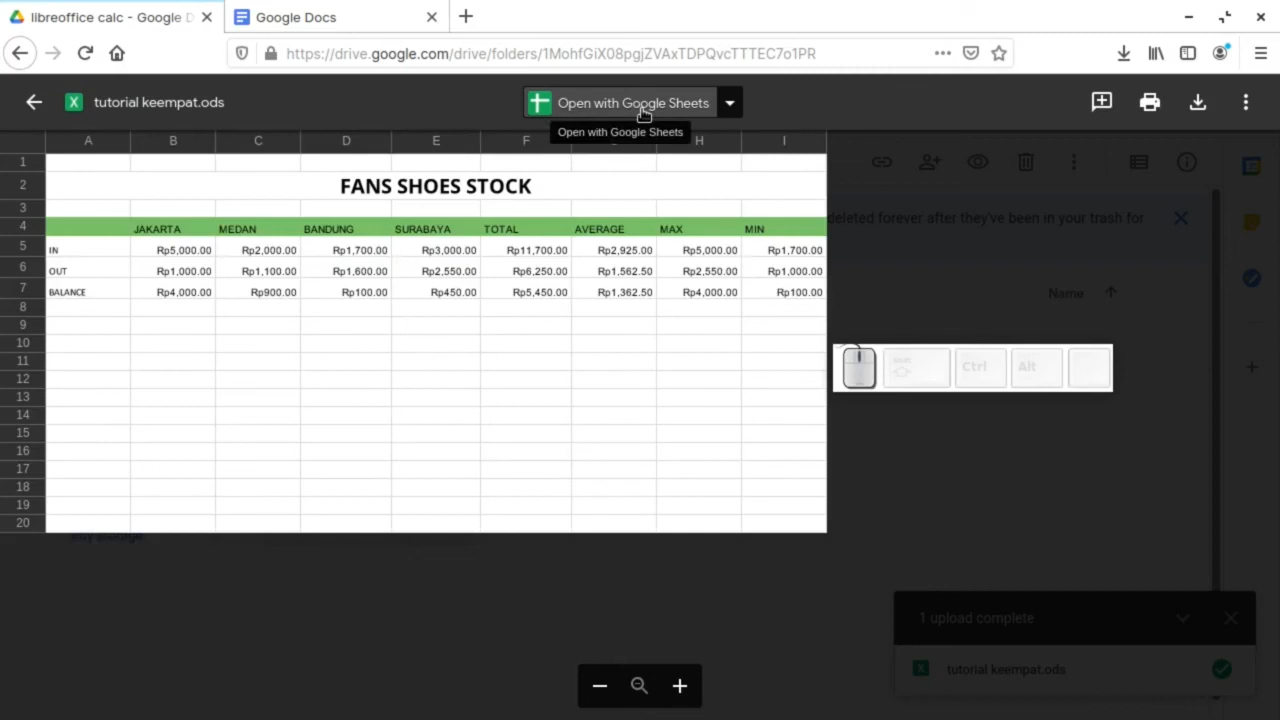 libreoffice calc - Google D
Google Docs
https://drive.google.com/drive/folders/1MohfGiX08pgjZVAxTDPQvcTTTEC7o1PR
X tutorial keempat.ods
Open with Google Sheets
Open with Google Sheets
A B C D E F H I
1
2 FANS SHOES STOCK
3
4 JAKARTA MEDAN BANDUNG SURABAYA TOTAL AVERAGE MAX MIN
deleted forever after they've been in your trash for
5 IN Rp5,000.00 Rp2,000.00 Rp1,700.00 Rp3,000.00 Rp11,700.00 Rp2,925.00 Rp5,000.00 Rp1,700.00
6 OUT Rp1,000.00 Rp1,100.00 Rp1,600.00 Rp2,550.00 Rp6,250.00 Rp1,562.50 Rp2,550.00 Rp1,000.00
7 BALANCE Rp4,000.00 Rp900.00 Rp100.00 Rp450.00 Rp5,450.00 Rp1,362.50 Rp4,000.00 Rp100.00
Name
8
9
10
11
12
Ctrl Alt
13
14
15
16
17
18
19
20
1 upload complete
X tutorial keempat.ods